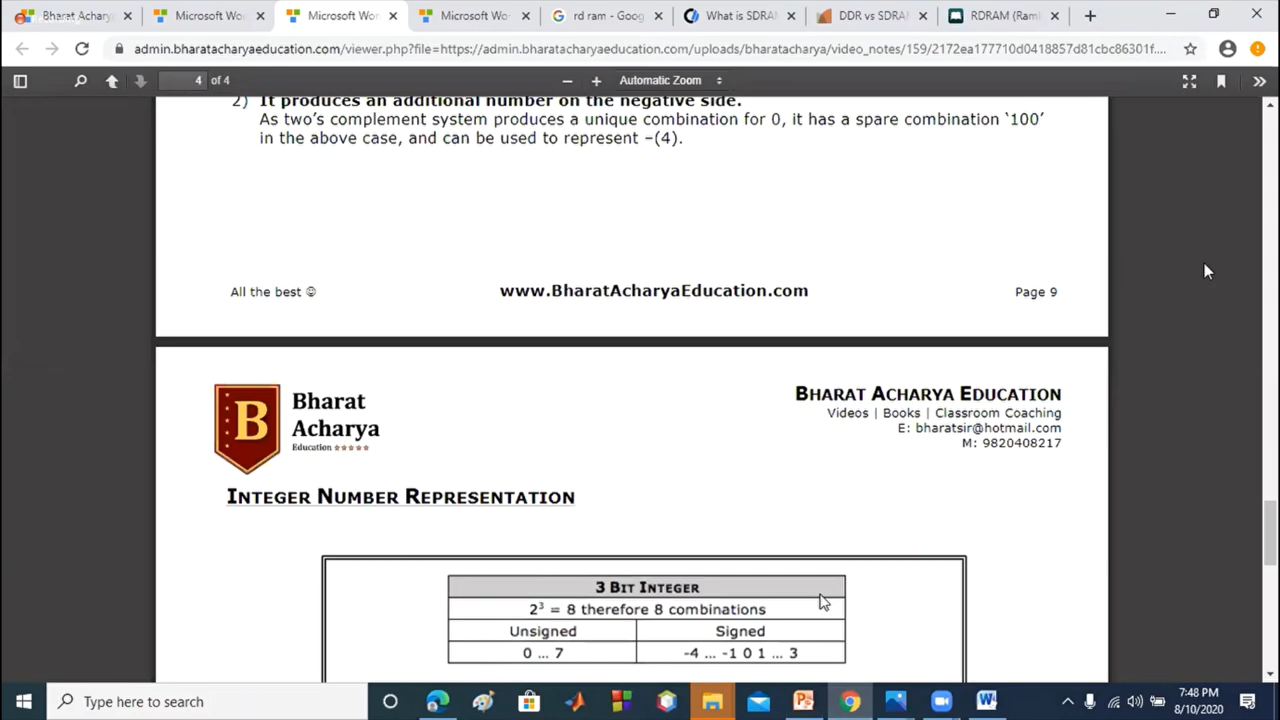 Bharat Acharya
Microsoft Wo
Microsoft Wor
Microsoft Wor
rd ram - Goog
What is SDRAM
DDR vs SDRAM
RDRAM (Ram
admin.bharatacharyaeducation.com/viewer.php?file=https://admin.bharatacharyaeducation.com/uploads/bharatacharya/video_notes/159/2172ea177710d0418857d81cbc86301f....
4 of 4
Automatic Zoom
2) It produces an additional number on the negative side.
As two's complement system produces a unique combination for 0, it has a spare combination '100'
in the above case, and can be used to represent –(4).
All the best ☺
www.BharatAcharyaEducation.com
Page 9
B
Bharat
Acharya
Education ★★★★★
BHARAT ACHARYA EDUCATION
Videos | Books | Classroom Coaching
E: bharatsir@hotmail.com
M: 9820408217
INTEGER NUMBER REPRESENTATION
3 BIT INTEGER
2³ = 8 therefore 8 combinations
Unsigned
Signed
0 ... 7
-4 ... -1 0 1 ... 3
Type here to search
7:48 PM
8/10/2020